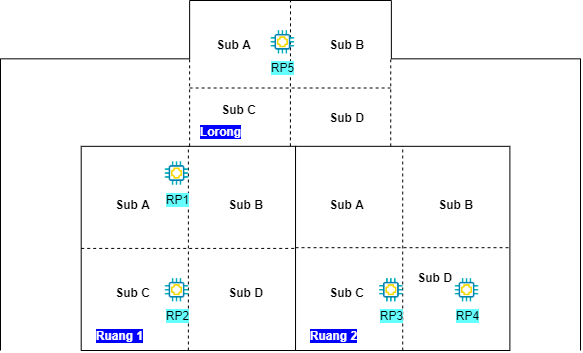 Sub A
Sub B
RP5
Sub C
Sub D
Lorong
RP1
Sub A
Sub B
Sub A
Sub B
Sub C
Sub D
Sub C
Sub D
RP2
RP3
RP4
Ruang 1
Ruang 2